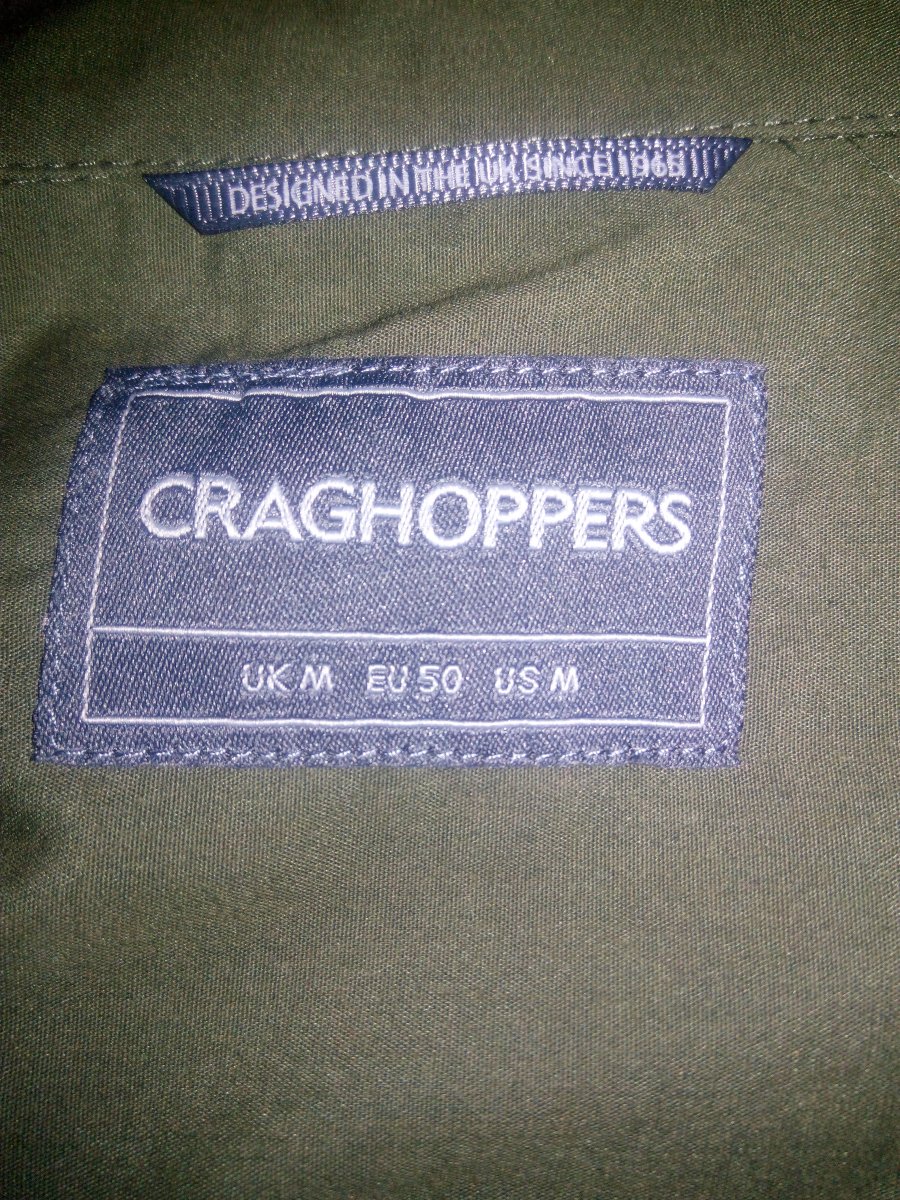 DESIGNED IN THE UK SINCE 1965
CRAGHOPPERS
UK M EU 50 US M